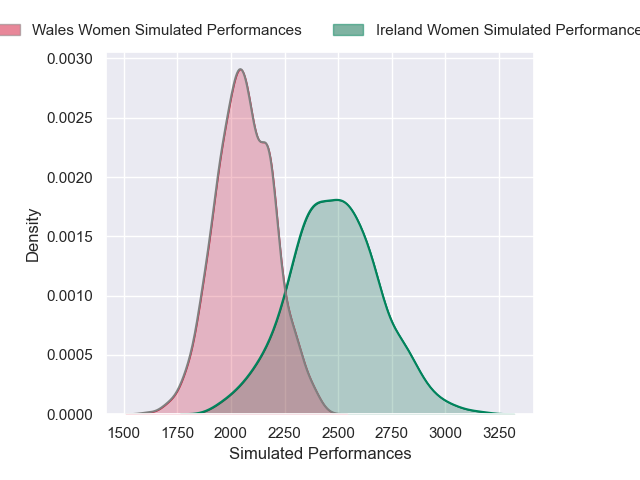 Wales Women Simulated Performances
Ireland Women Simulated Performance
0.0030
0.0025
0.0020
0.0015
0.0010
0.0005
0.0000
Density
1500 1750 2000 2250 2500 2750 3000 3250
Simulated Performances